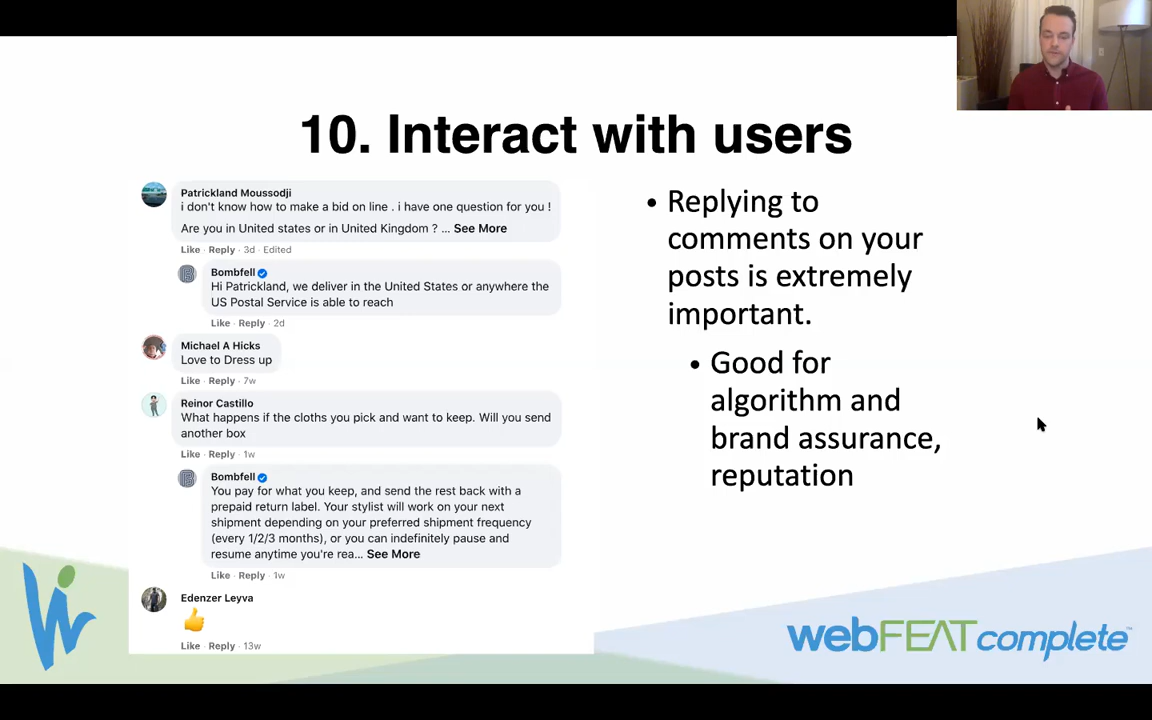 10. Interact with users
Patrickland Moussodji
i don't know how to make a bid on line . i have one question for you !
Are you in United states or in United Kingdom ? ... See More
Like · Reply · 3d · Edited
Bombfell
Hi Patrickland, we deliver in the United States or anywhere the
US Postal Service is able to reach
Like · Reply · 2d
Michael A Hicks
Love to Dress up
Like · Reply · 7w
Reinor Castillo
What happens if the cloths you pick and want to keep. Will you send
another box
Like · Reply · 1w
Bombfell
You pay for what you keep, and send the rest back with a
prepaid return label. Your stylist will work on your next
shipment depending on your preferred shipment frequency
(every 1/2/3 months), or you can indefinitely pause and
resume anytime you're rea... See More
Like · Reply · 1w
Edenzer Leyva
Like · Reply · 13w
• Replying to
comments on your
posts is extremely
important.
• Good for
algorithm and
brand assurance,
reputation
webFEAT complete™